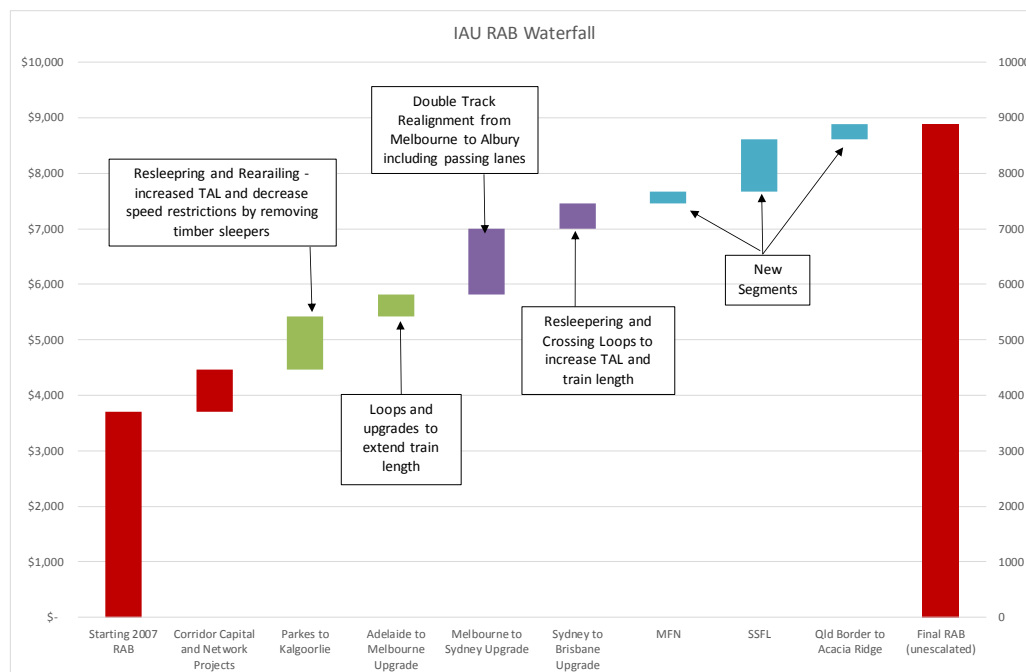 IAU RAB Waterfall
$10,000
$9,000
$8,000
$7,000
$6,000
$5,000
$4,000
$3,000
$2,000
$1,000
$-
10000
9000
8000
7000
6000
5000
4000
3000
2000
1000
0
Resleepring and Rearailing -
increased TAL and decrease
speed restrictions by removing
timber sleepers
Double Track
Realignment from
Melbourne to Albury
including passing lanes
Loops and
upgrades to
extend train
length
Resleepering and
Crossing Loops to
increase TAL and
train length
New
Segments
Starting 2007
RAB
Corridor Capital
and Network
Projects
Parkes to
Kalgoorlie
Adelaide to
Melbourne
Upgrade
Melbourne to
Sydney Upgrade
Sydney to
Brisbane
Upgrade
MFN
SSFL
Qld Border to
Acacia Ridge
Final RAB
(unescalated)